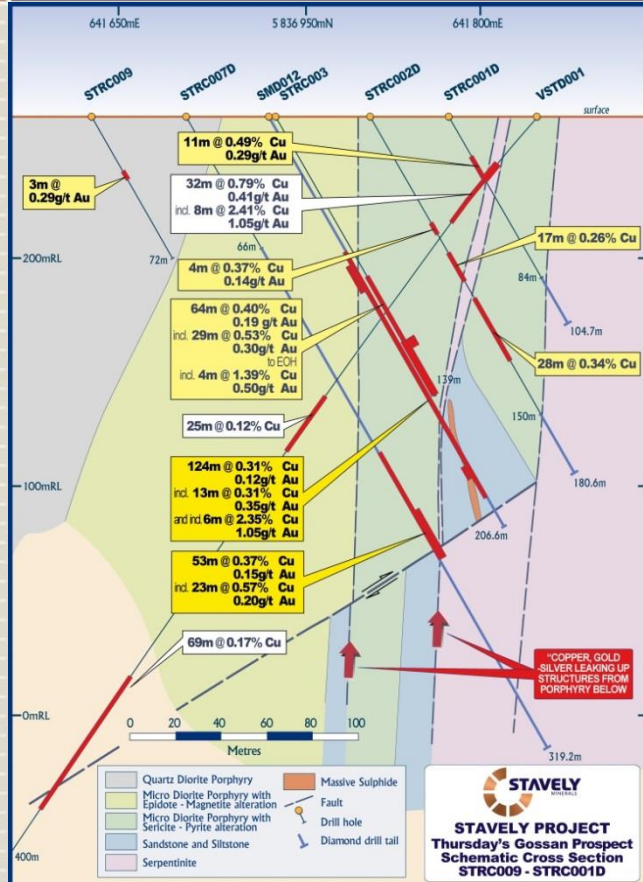 641 650mE
5 836 950mN
641 800mE
STRC009
STRC007D
SMD012
STRC003
STRC002D
STRC001D
VSTD001
surface
11m @ 0.49% Cu
0.29g/t Au
3m @
0.29g/t Au
32m @ 0.79% Cu
0.41g/t Au
incl. 8m @ 2.41% Cu
1.05g/t Au
17m @ 0.26% Cu
66m
72m
200mRL
4m @ 0.37% Cu
0.14g/t Au
84m
104.7m
64m @ 0.40% Cu
0.19 g/t Au
incl. 29m @ 0.53% Cu
0.30g/t Au
to EOH
incl. 4m @ 1.39% Cu
0.50g/t Au
28m @ 0.34% Cu
139m
25m @ 0.12% Cu
150m
124m @ 0.31% Cu
0.12g/t Au
incl. 13m @ 0.31% Cu
0.35g/t Au
and incl. 6m @ 2.35% Cu
1.05g/t Au
180.6m
100mRL
206.6m
53m @ 0.37% Cu
0.15g/t Au
incl. 23m @ 0.57% Cu
0.20g/t Au
69m @ 0.17% Cu
"COPPER, GOLD
-SILVER LEAKING UP
STRUCTURES FROM
PORPHYRY BELOW
0mRL
0 20 40 60 80 100
Metres
319.2m
400m
Quartz Diorite Porphyry
Micro Diorite Porphyry with
Epidote - Magnetite alteration
Micro Diorite Porphyry with
Sericite - Pyrite alteration
Sandstone and Siltstone
Serpentinite
Massive Sulphide
Fault
Drill hole
Diamond drill tail
STAVELY
MINERALS
STAVELY PROJECT
Thursday's Gossan Prospect
Schematic Cross Section
STRC009 - STRC001D